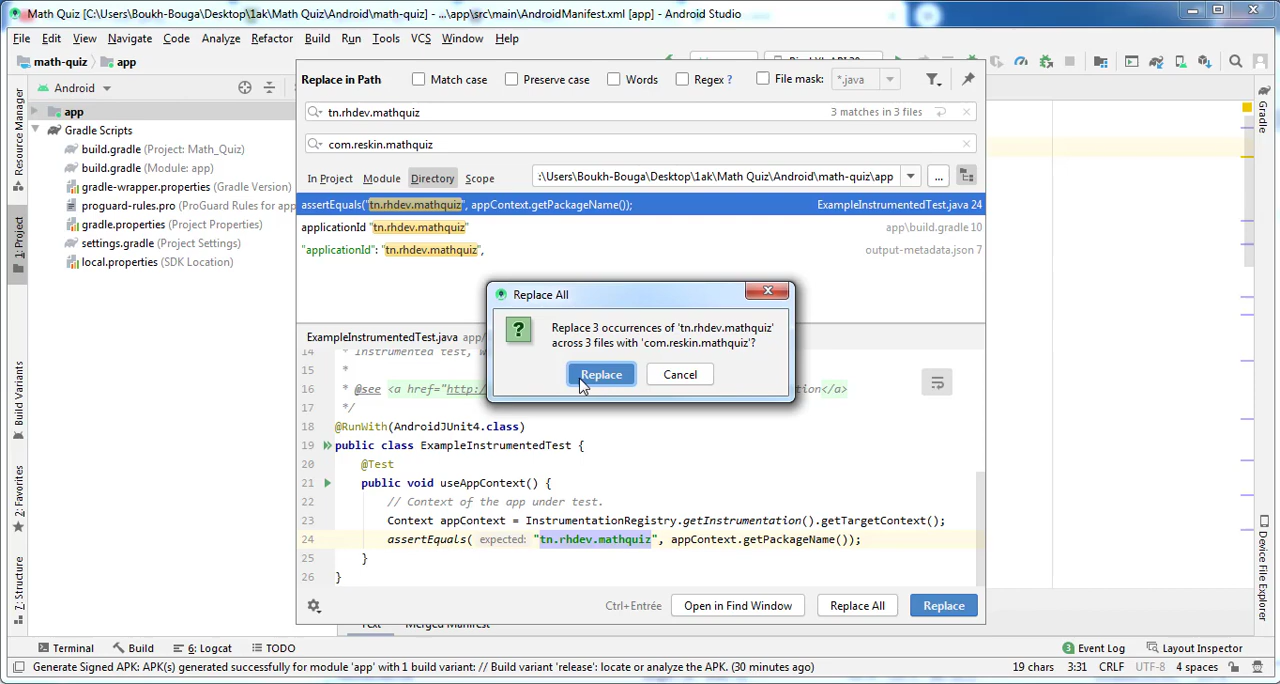 Math Quiz [C:\Users\Boukh-Bouga\Desktop\1ak\Math Quiz\Android\math-quiz] - ...\app\src\main\AndroidManifest.xml [app] - Android Studio
File Edit View Navigate Code Analyze Refactor Build Run Tools VCS Window Help
math-quiz app
Replace in Path Match case Preserve case Words Regex ? File mask: *.java
Android
tn.rhdev.mathquiz 3 matches in 3 files
app
Gradle Scripts
com.reskin.mathquiz
build.gradle (Project: Math_Quiz)
build.gradle (Module: app)
In Project Module Directory Scope :\Users\Boukh-Bouga\Desktop\1ak\Math Quiz\Android\math-quiz\app ...
gradle-wrapper.properties (Gradle Version)
proguard-rules.pro (ProGuard Rules for app
gradle.properties (Project Properties)
settings.gradle (Project Settings)
local.properties (SDK Location)
assertEquals("tn.rhdev.mathquiz", appContext.getPackageName()); ExampleInstrumentedTest.java 24
applicationId "tn.rhdev.mathquiz" app\build.gradle 10
"applicationId": "tn.rhdev.mathquiz", output-metadata.json 7
Replace All
Replace 3 occurrences of 'tn.rhdev.mathquiz'
across 3 files with 'com.reskin.mathquiz'?
Replace Cancel
ExampleInstrumentedTest.java
14 * Instrumented test, w
15 *
16 * @see <a href="http:/ ion</a>
17 */
18 @RunWith(AndroidJUnit4.class)
19 public class ExampleInstrumentedTest {
20 @Test
21 public void useAppContext() {
22 // Context of the app under test.
23 Context appContext = InstrumentationRegistry.getInstrumentation().getTargetContext();
24 assertEquals( expected: "tn.rhdev.mathquiz", appContext.getPackageName());
25 }
26 }
Ctrl+Entrée Open in Find Window Replace All Replace
Text Merged Manifest
Resource Manager
1: Project
Build Variants
2: Favorites
7: Structure
Gradle
Device File Explorer
Terminal Build 6: Logcat TODO 3 Event Log Layout Inspector
Generate Signed APK: APK(s) generated successfully for module 'app' with 1 build variant: // Build variant 'release': locate or analyze the APK. (30 minutes ago) 19 chars 3:31 CRLF UTF-8 4 spaces